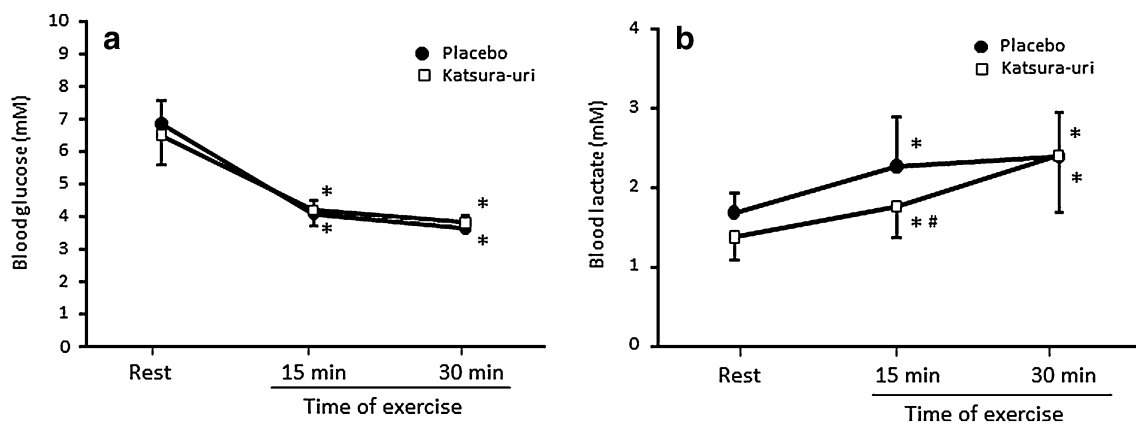 a
Placebo
Katsura-uri
Blood glucose (mM)
10
9
8
7
6
5
4
3
2
1
0
*
*
*
*
Rest
15 min
30 min
Time of exercise
b
Placebo
Katsura-uri
Blood lactate (mM)
4
3
2
1
0
*
* #
*
*
Rest
15 min
30 min
Time of exercise